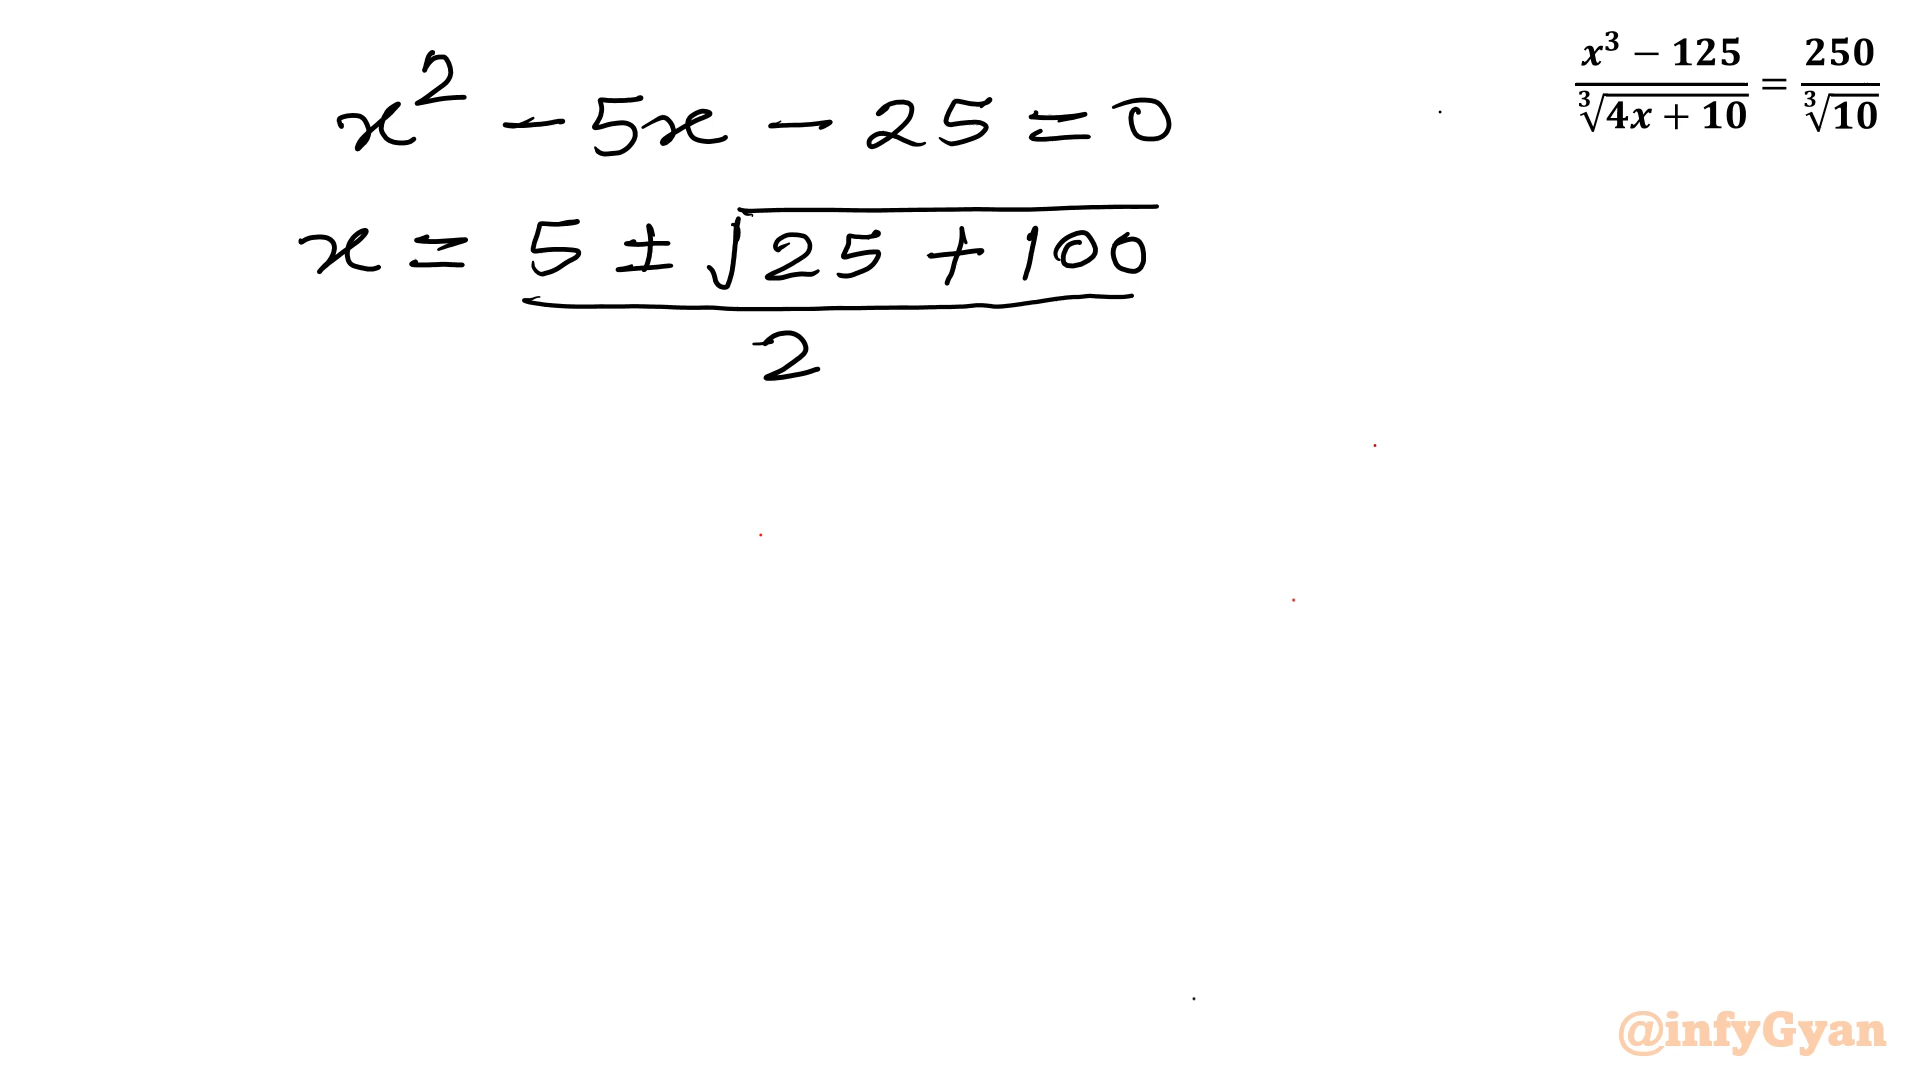 x² - 5x - 25 = 0
x = (5 ± √(25 + 100)) / 2
(x³ − 125) / ∛(4x + 10) = 250 / ∛10
@infyGyan